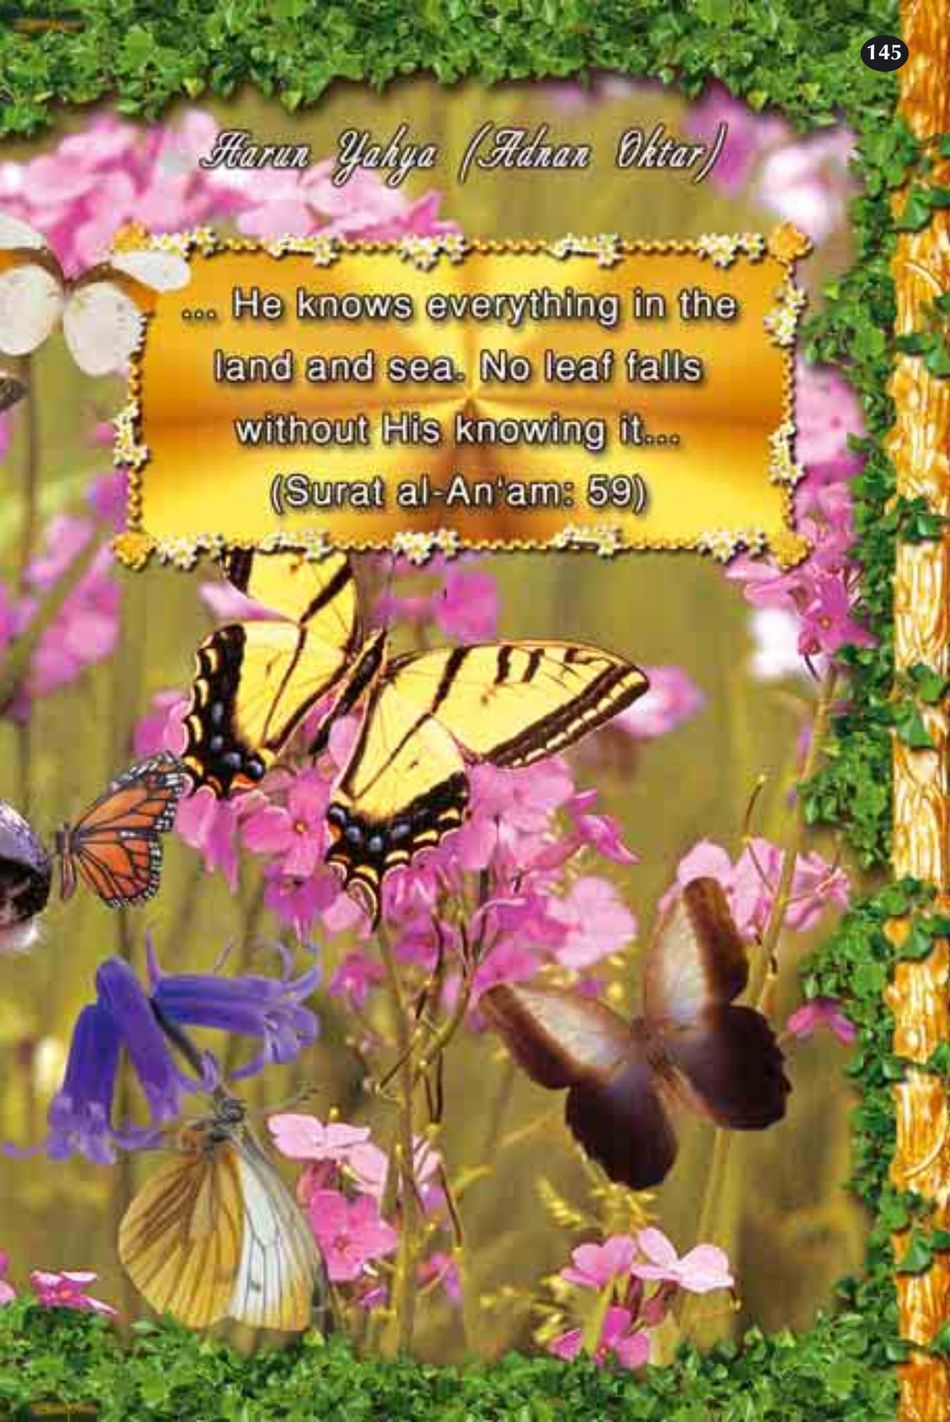 145
Harun Yahya (Adnan Oktar)
... He knows everything in the
land and sea. No leaf falls
without His knowing it...
(Surat al-An‘am: 59)